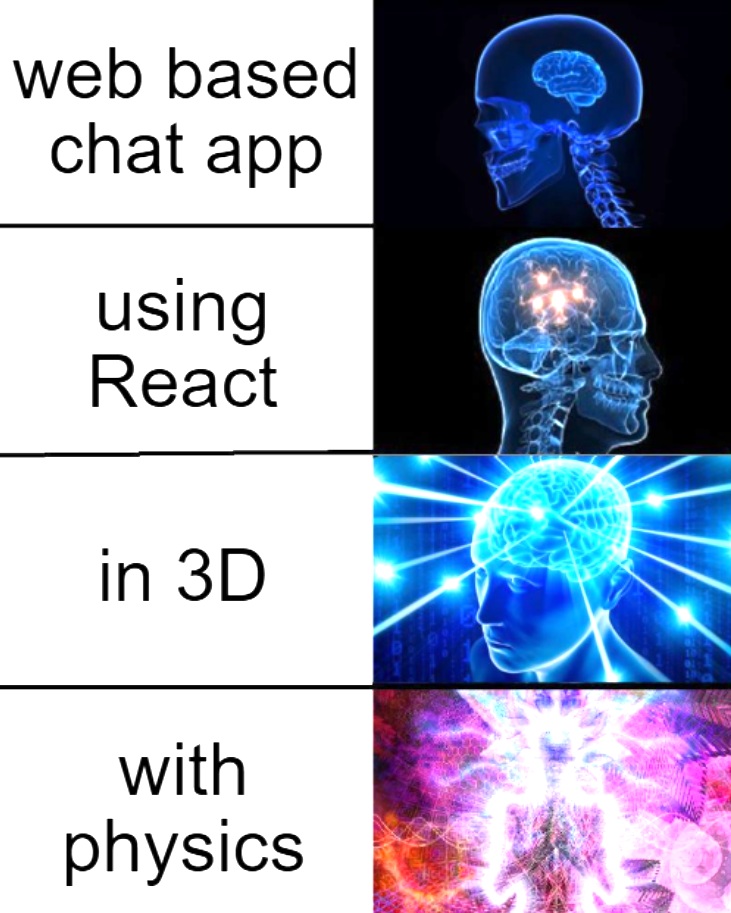 web based
chat app
using
React
in 3D
with
physics